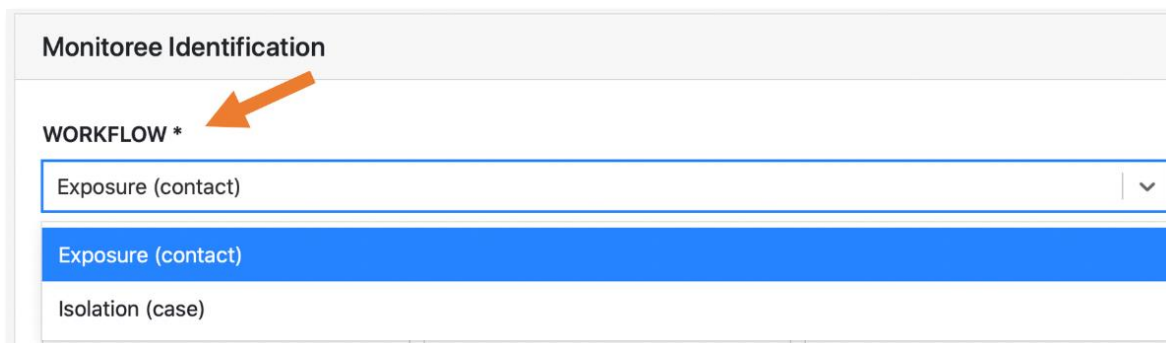 Monitoree Identification
WORKFLOW *
Exposure (contact)
Exposure (contact)
Isolation (case)